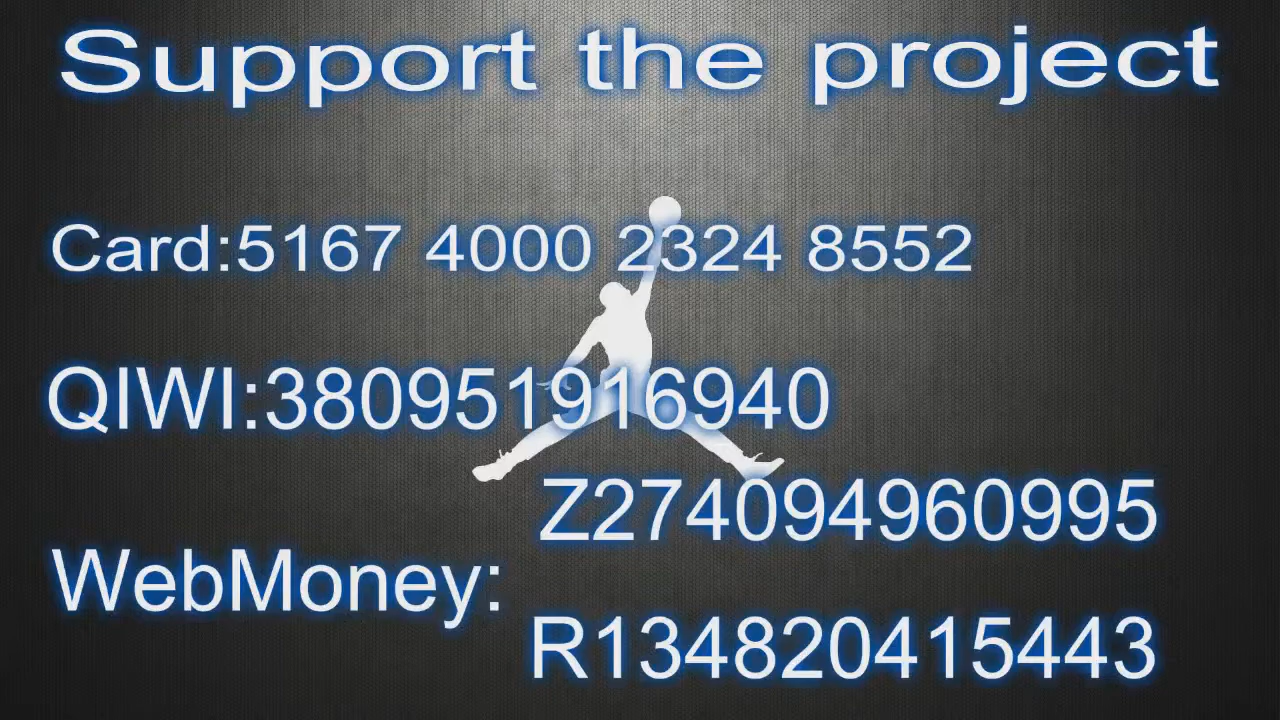 Support the project
Card:5167 4000 2324 8552
QIWI:380951916940
Z274094960995
WebMoney:
R134820415443